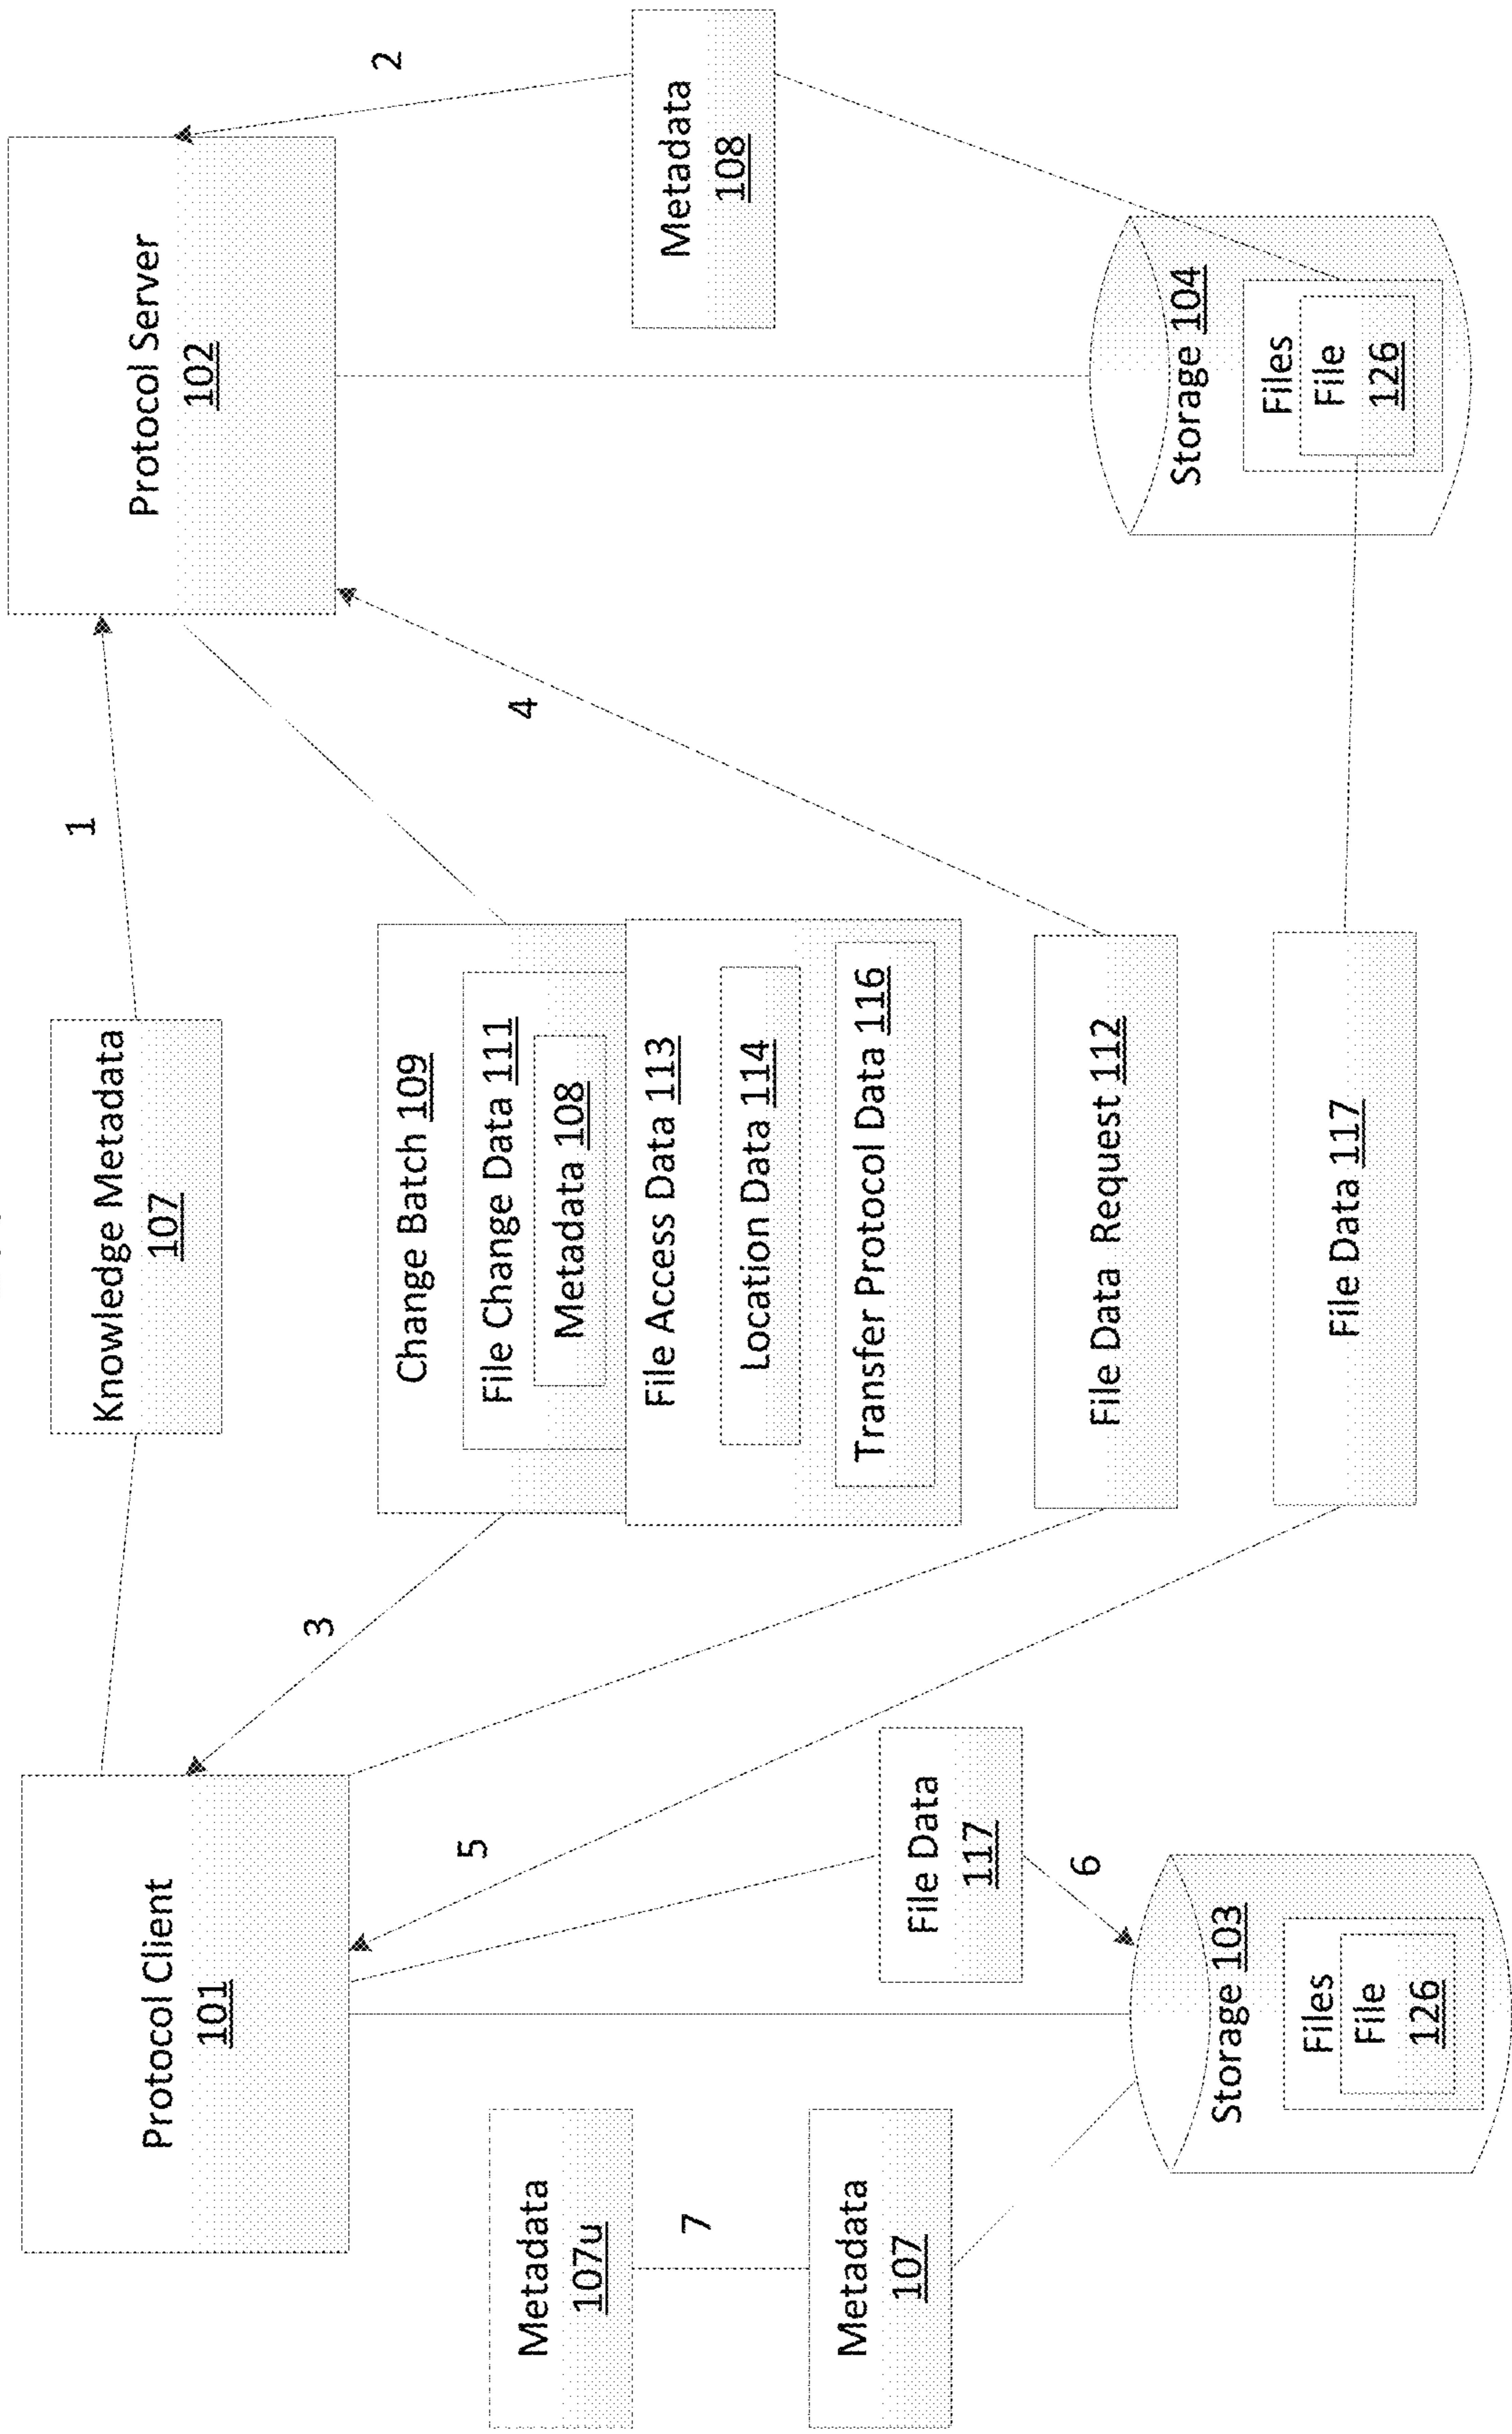 Protocol Client
101
Knowledge Metadata
107
1
Protocol Server
102
2
Metadata
108
3
Change Batch 109
File Change Data 111
Metadata 108
File Access Data 113
Location Data 114
Transfer Protocol Data 116
4
File Data Request 112
5
File Data 117
Metadata
107u
7
Metadata
107
File Data
117
6
Storage 103
Files
File
126
Storage 104
Files
File
126